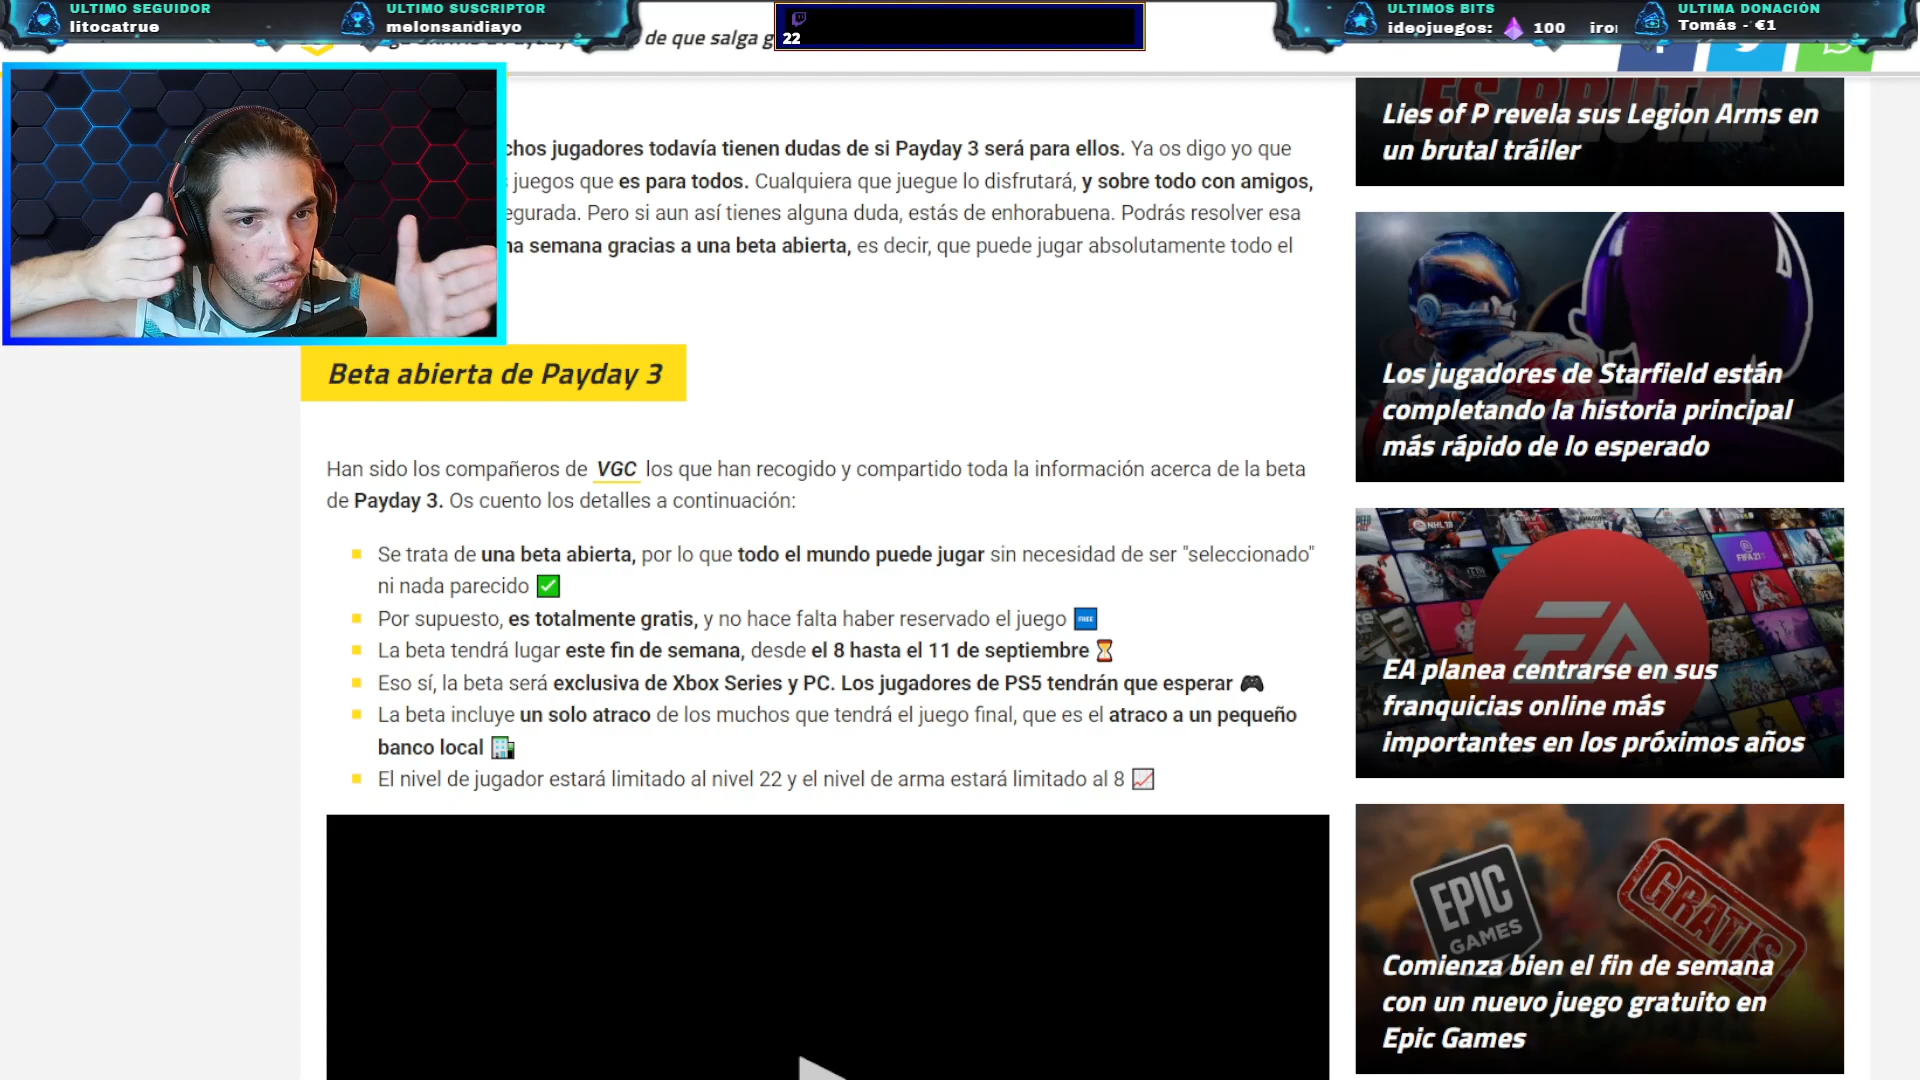 ULTIMO SEGUIDOR
litocatrue
ULTIMO SUSCRIPTOR
melonsandiayo
22
ULTIMOS BITS
ideojuegos: 100
ULTIMA DONACIÓN
Tomás - €1
de que salga g
chos jugadores todavía tienen dudas de si Payday 3 será para ellos. Ya os digo yo que
juegos que es para todos. Cualquiera que juegue lo disfrutará, y sobre todo con amigos,
egurada. Pero si aun así tienes alguna duda, estás de enhorabuena. Podrás resolver esa
na semana gracias a una beta abierta, es decir, que puede jugar absolutamente todo el
Beta abierta de Payday 3
Han sido los compañeros de VGC los que han recogido y compartido toda la información acerca de la beta
de Payday 3. Os cuento los detalles a continuación:
Se trata de una beta abierta, por lo que todo el mundo puede jugar sin necesidad de ser "seleccionado"
ni nada parecido ✅
Por supuesto, es totalmente gratis, y no hace falta haber reservado el juego 🆓
La beta tendrá lugar este fin de semana, desde el 8 hasta el 11 de septiembre ⏳
Eso sí, la beta será exclusiva de Xbox Series y PC. Los jugadores de PS5 tendrán que esperar 🎮
La beta incluye un solo atraco de los muchos que tendrá el juego final, que es el atraco a un pequeño
banco local 🏢
El nivel de jugador estará limitado al nivel 22 y el nivel de arma estará limitado al 8 📈
ES BRUTAL
Lies of P revela sus Legion Arms en
un brutal tráiler
Los jugadores de Starfield están
completando la historia principal
más rápido de lo esperado
NHL
FIFA 21
EA
EA planea centrarse en sus
franquicias online más
importantes en los próximos años
EPIC
GAMES
GRATIS
Comienza bien el fin de semana
con un nuevo juego gratuito en
Epic Games